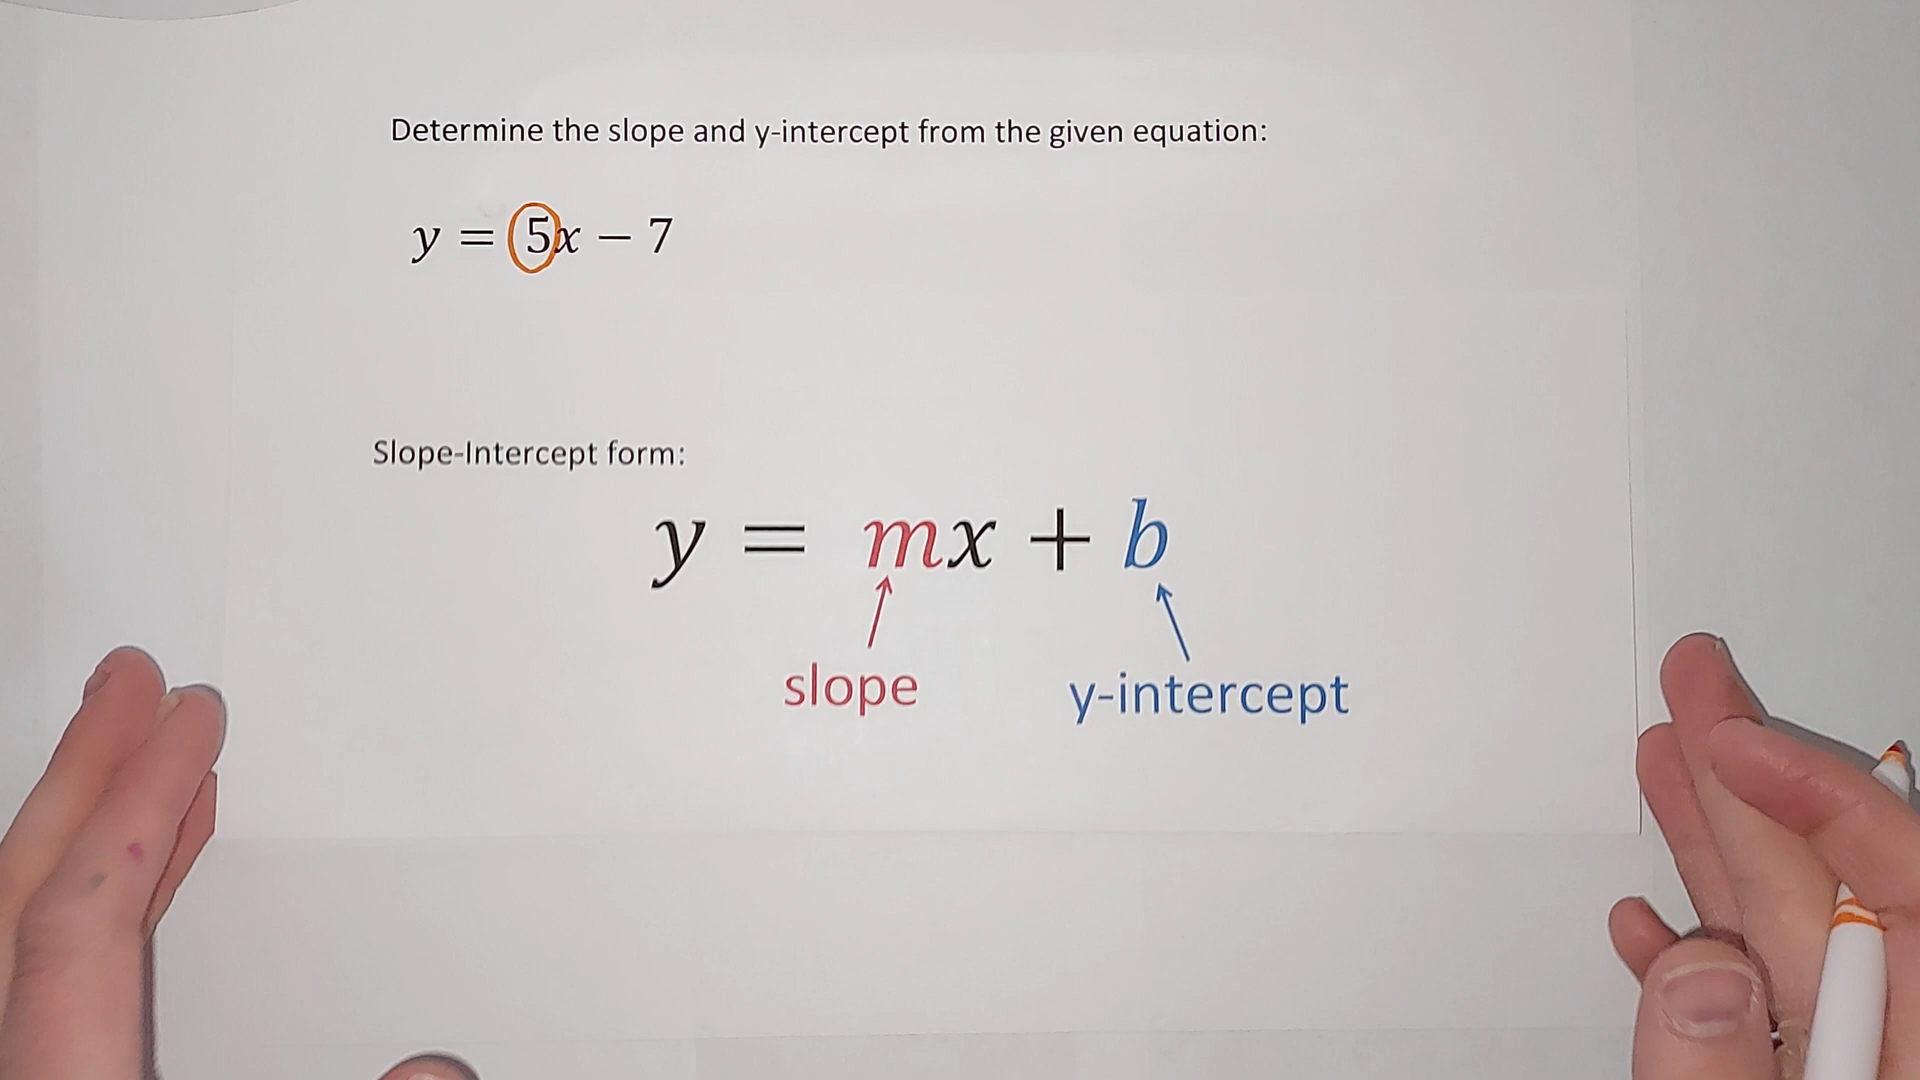 Determine the slope and y-intercept from the given equation:
y = 5x − 7
Slope-Intercept form:
y = mx + b
slope y-intercept